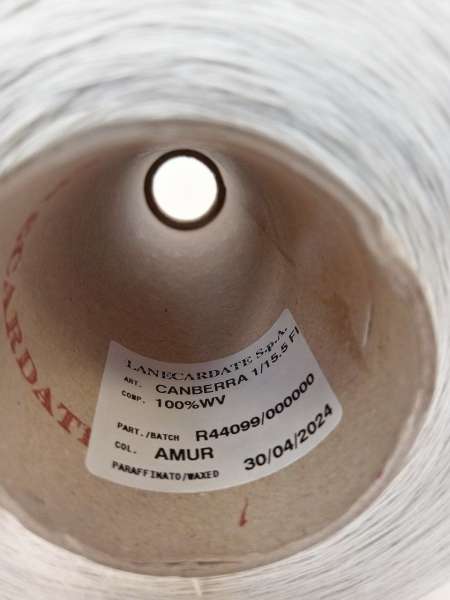 LANECARDATE S.p.A.
ART. CANBERRA 1/15.5 FI
COMP. 100%WV
PART./BATCH R44099/000000
COL. AMUR
PARAFFINATO/WAXED 30/04/2024
CARDATE